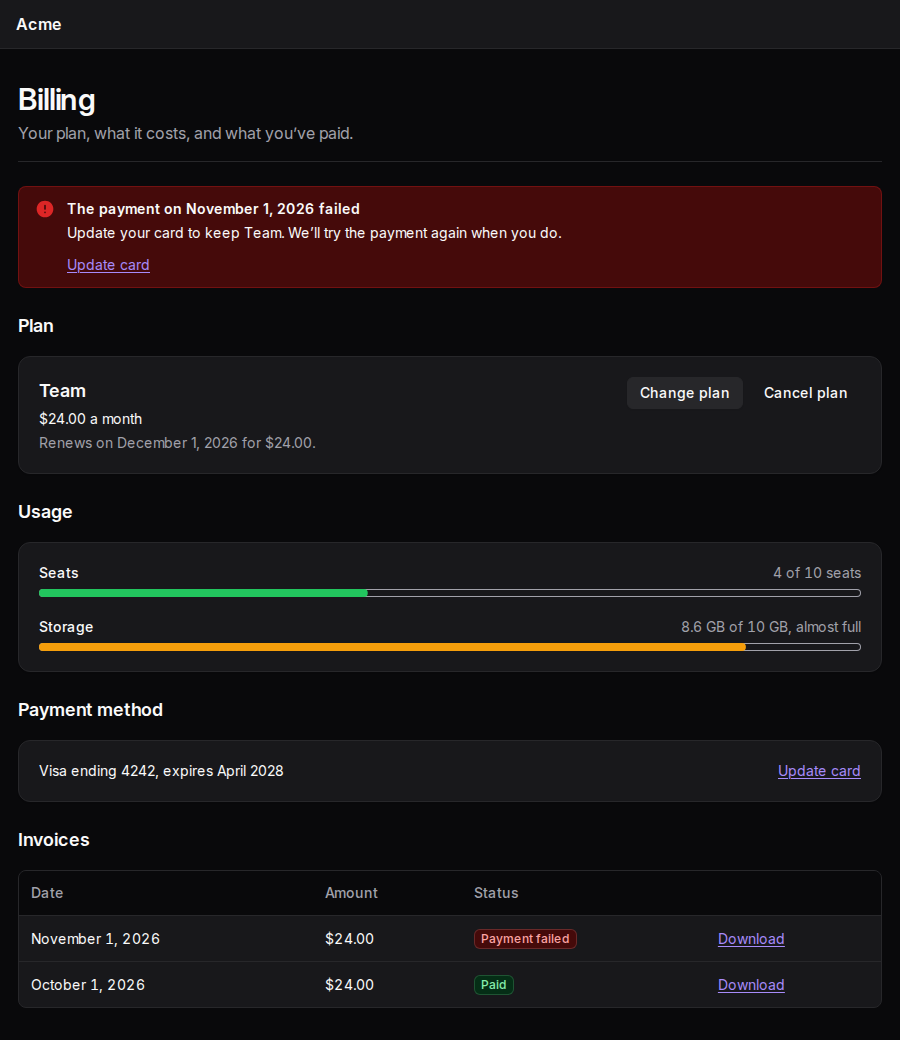 Acme
Billing
Your plan, what it costs, and what you’ve paid.
The payment on November 1, 2026 failed
Update your card to keep Team. We’ll try the payment again when you do.
Update card
Plan
Team
Change plan
Cancel plan
$24.00 a month
Renews on December 1, 2026 for $24.00.
Usage
Seats
4 of 10 seats
Storage
8.6 GB of 10 GB, almost full
Payment method
Visa ending 4242, expires April 2028
Update card
Invoices
Date Amount Status
November 1, 2026 $24.00 Payment failed Download
October 1, 2026 $24.00 Paid Download